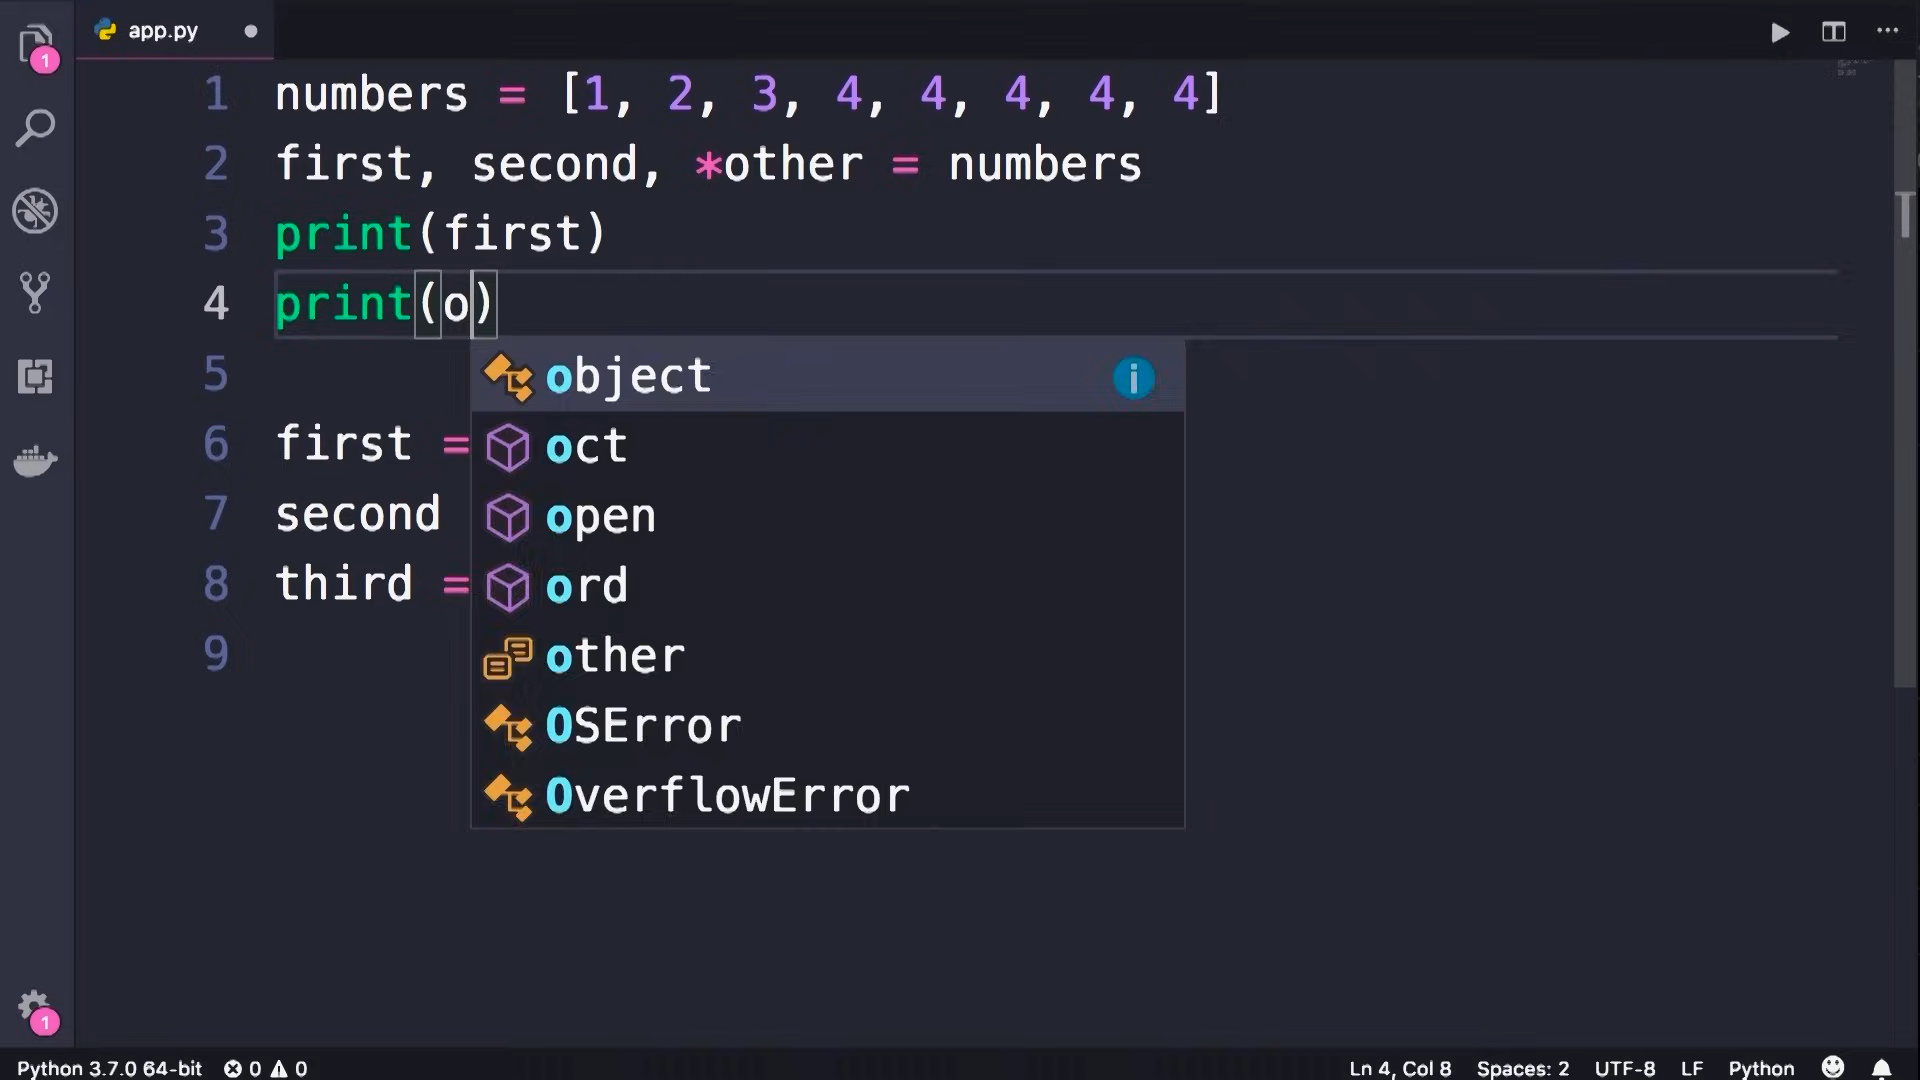 1
app.py
1 numbers = [1, 2, 3, 4, 4, 4, 4, 4]
2 first, second, *other = numbers
3 print(first)
4 print(o)
5
object
6 first =
oct
7 second
open
8 third =
ord
9
other
OSError
OverflowError
1
Python 3.7.0 64-bit 0 0 Ln 4, Col 8 Spaces: 2 UTF-8 LF Python